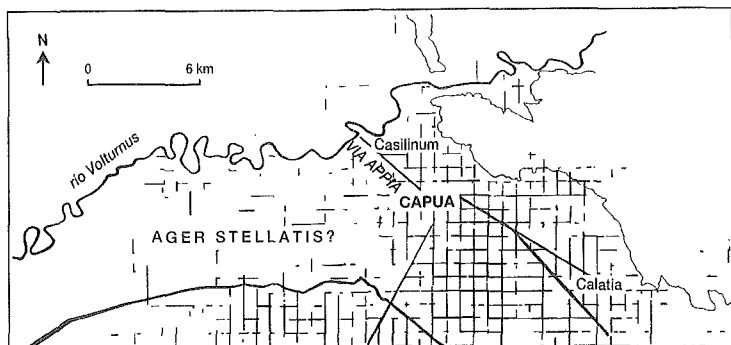 N
0 6 km
rio Volturnus
Casilinum
VIA APPIA
CAPUA
AGER STELLATIS?
Calatia